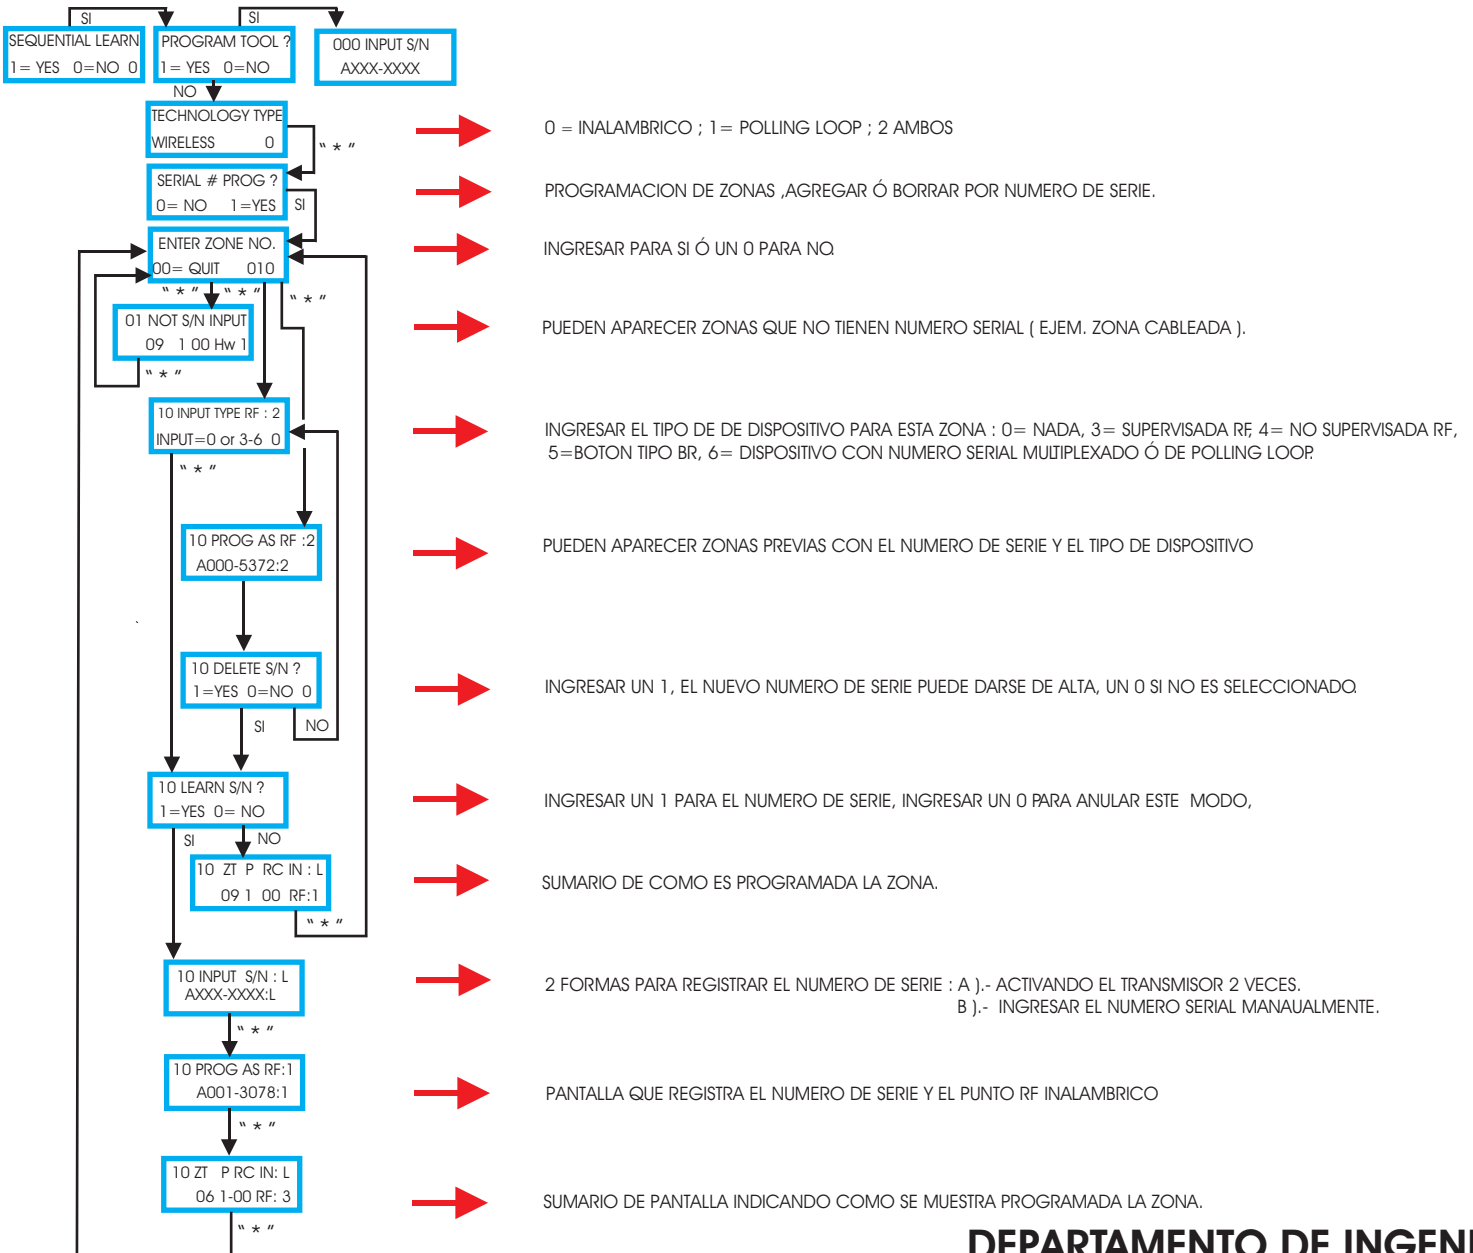 SI
SI
SEQUENTIAL LEARN
1= YES 0=NO 0
PROGRAM TOOL ?
1= YES 0=NO
000 INPUT S/N
AXXX-XXXX
NO
TECHNOLOGY TYPE
WIRELESS 0
" * "
0 = INALAMBRICO ; 1= POLLING LOOP ; 2 AMBOS
SERIAL # PROG ?
0= NO 1=YES
SI
PROGRAMACION DE ZONAS ,AGREGAR Ó BORRAR POR NUMERO DE SERIE.
ENTER ZONE NO.
00= QUIT 010
INGRESAR PARA SI Ó UN 0 PARA NO.
" * " " * " " * "
01 NOT S/N INPUT
09 1 00 Hw 1
" * "
PUEDEN APARECER ZONAS QUE NO TIENEN NUMERO SERIAL ( EJEM. ZONA CABLEADA ).
10 INPUT TYPE RF : 2
INPUT=0 or 3-6 0
" * "
INGRESAR EL TIPO DE DE DISPOSITIVO PARA ESTA ZONA : 0= NADA, 3= SUPERVISADA RF, 4= NO SUPERVISADA RF,
5=BOTON TIPO BR, 6= DISPOSITIVO CON NUMERO SERIAL MULTIPLEXADO Ó DE POLLING LOOP.
10 PROG AS RF :2
A000-5372:2
PUEDEN APARECER ZONAS PREVIAS CON EL NUMERO DE SERIE Y EL TIPO DE DISPOSITIVO
10 DELETE S/N ?
1=YES 0=NO 0
SI
NO
INGRESAR UN 1, EL NUEVO NUMERO DE SERIE PUEDE DARSE DE ALTA, UN 0 SI NO ES SELECCIONADO.
10 LEARN S/N ?
1=YES 0= NO
SI
NO
INGRESAR UN 1 PARA EL NUMERO DE SERIE, INGRESAR UN 0 PARA ANULAR ESTE MODO,
10 ZT P RC IN : L
09 1 00 RF:1
" * "
SUMARIO DE COMO ES PROGRAMADA LA ZONA.
10 INPUT S/N : L
AXXX-XXXX:L
" * "
2 FORMAS PARA REGISTRAR EL NUMERO DE SERIE : A ).- ACTIVANDO EL TRANSMISOR 2 VECES.
B ).- INGRESAR EL NUMERO SERIAL MANAUALMENTE.
10 PROG AS RF:1
A001-3078:1
" * "
PANTALLA QUE REGISTRA EL NUMERO DE SERIE Y EL PUNTO RF INALAMBRICO
10 ZT P RC IN: L
06 1-00 RF: 3
" * "
SUMARIO DE PANTALLA INDICANDO COMO SE MUESTRA PROGRAMADA LA ZONA.
DEPARTAMENTO DE INGENI